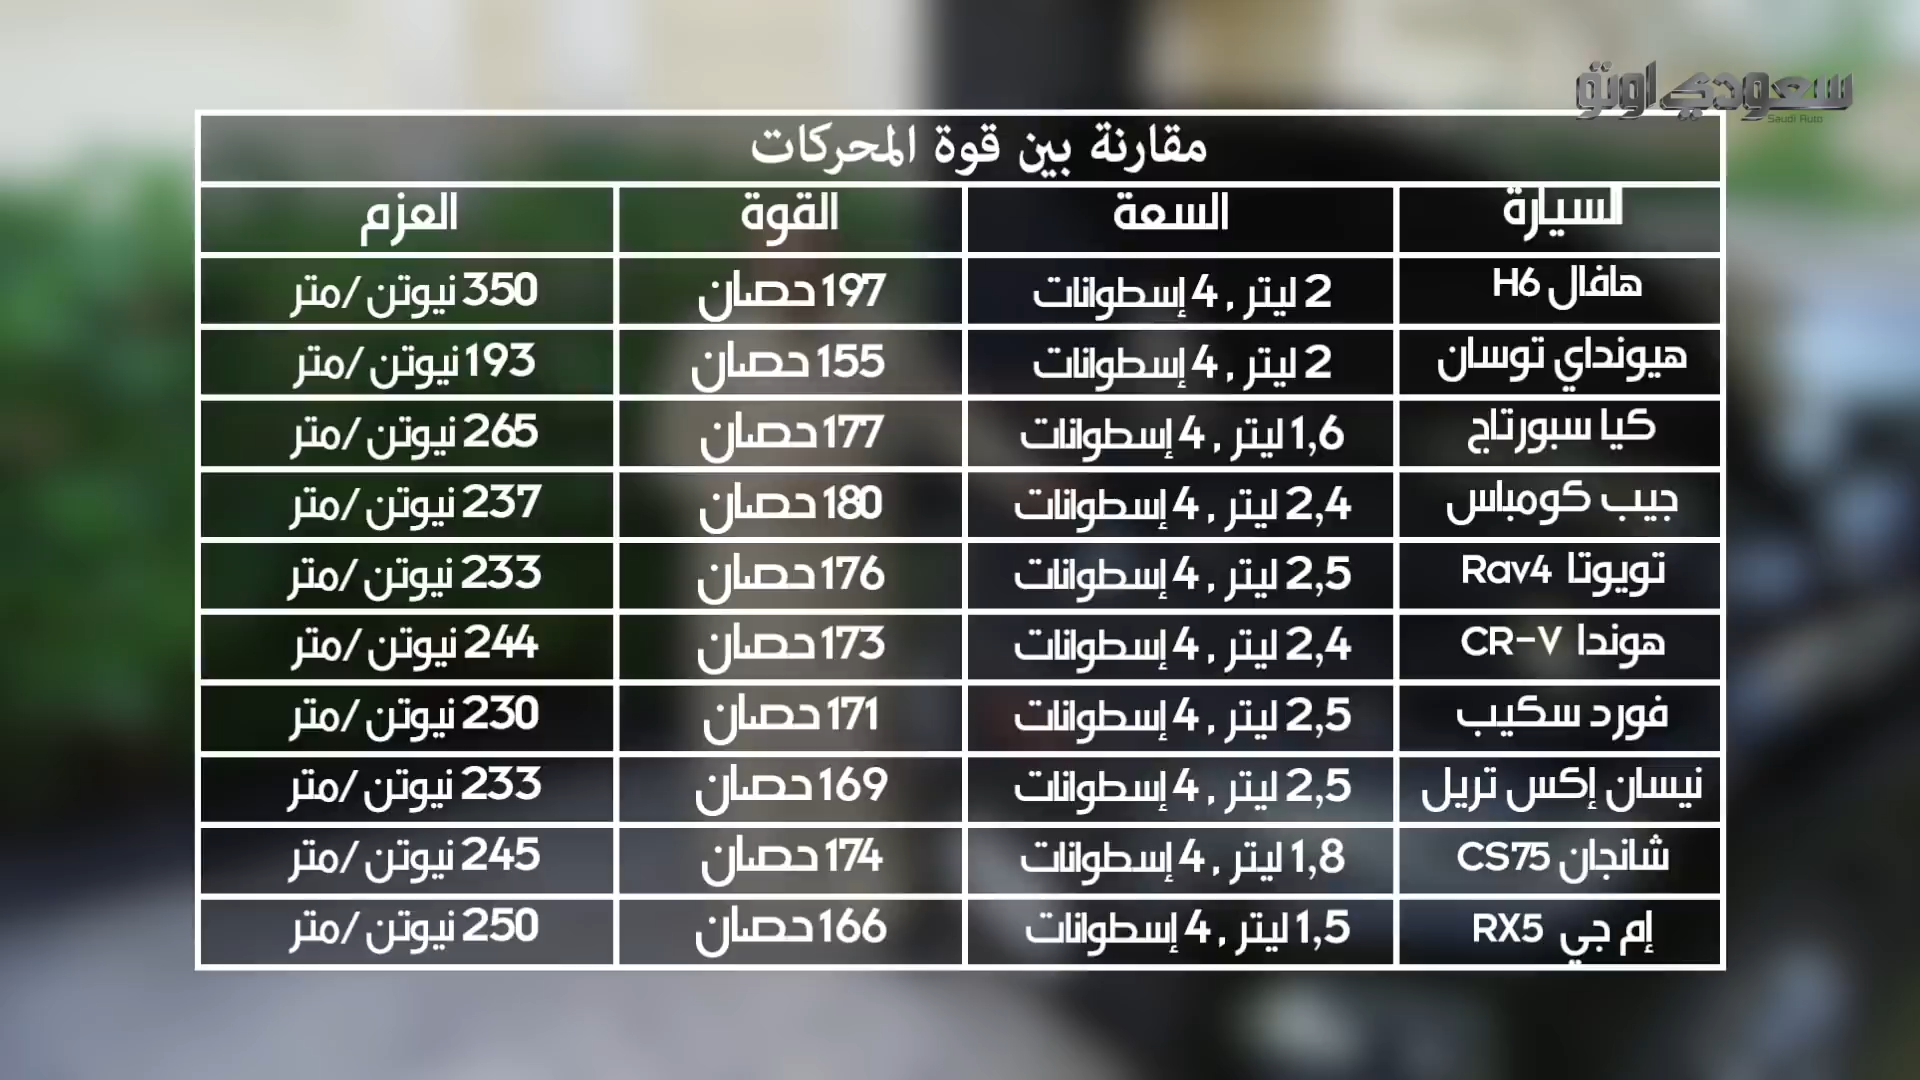 سعودي اوتو
Saudi Auto
مقارنة بين قوة المحركات
السيارة السعة القوة العزم
هافال H6 2 ليتر , 4 إسطوانات 197 حصان 350 نيوتن /متر
هيونداي توسان 2 ليتر , 4 إسطوانات 155 حصان 193 نيوتن /متر
كيا سبورتاج 1,6 ليتر , 4 إسطوانات 177 حصان 265 نيوتن /متر
جيب كومباس 2,4 ليتر , 4 إسطوانات 180 حصان 237 نيوتن /متر
تويوتا Rav4 2,5 ليتر , 4 إسطوانات 176 حصان 233 نيوتن /متر
هوندا CR-V 2,4 ليتر , 4 إسطوانات 173 حصان 244 نيوتن /متر
فورد سكيب 2,5 ليتر , 4 إسطوانات 171 حصان 230 نيوتن /متر
نيسان إكس تريل 2,5 ليتر , 4 إسطوانات 169 حصان 233 نيوتن /متر
شانجان CS75 1,8 ليتر , 4 إسطوانات 174 حصان 245 نيوتن /متر
إم جي RX5 1,5 ليتر , 4 إسطوانات 166 حصان 250 نيوتن /متر